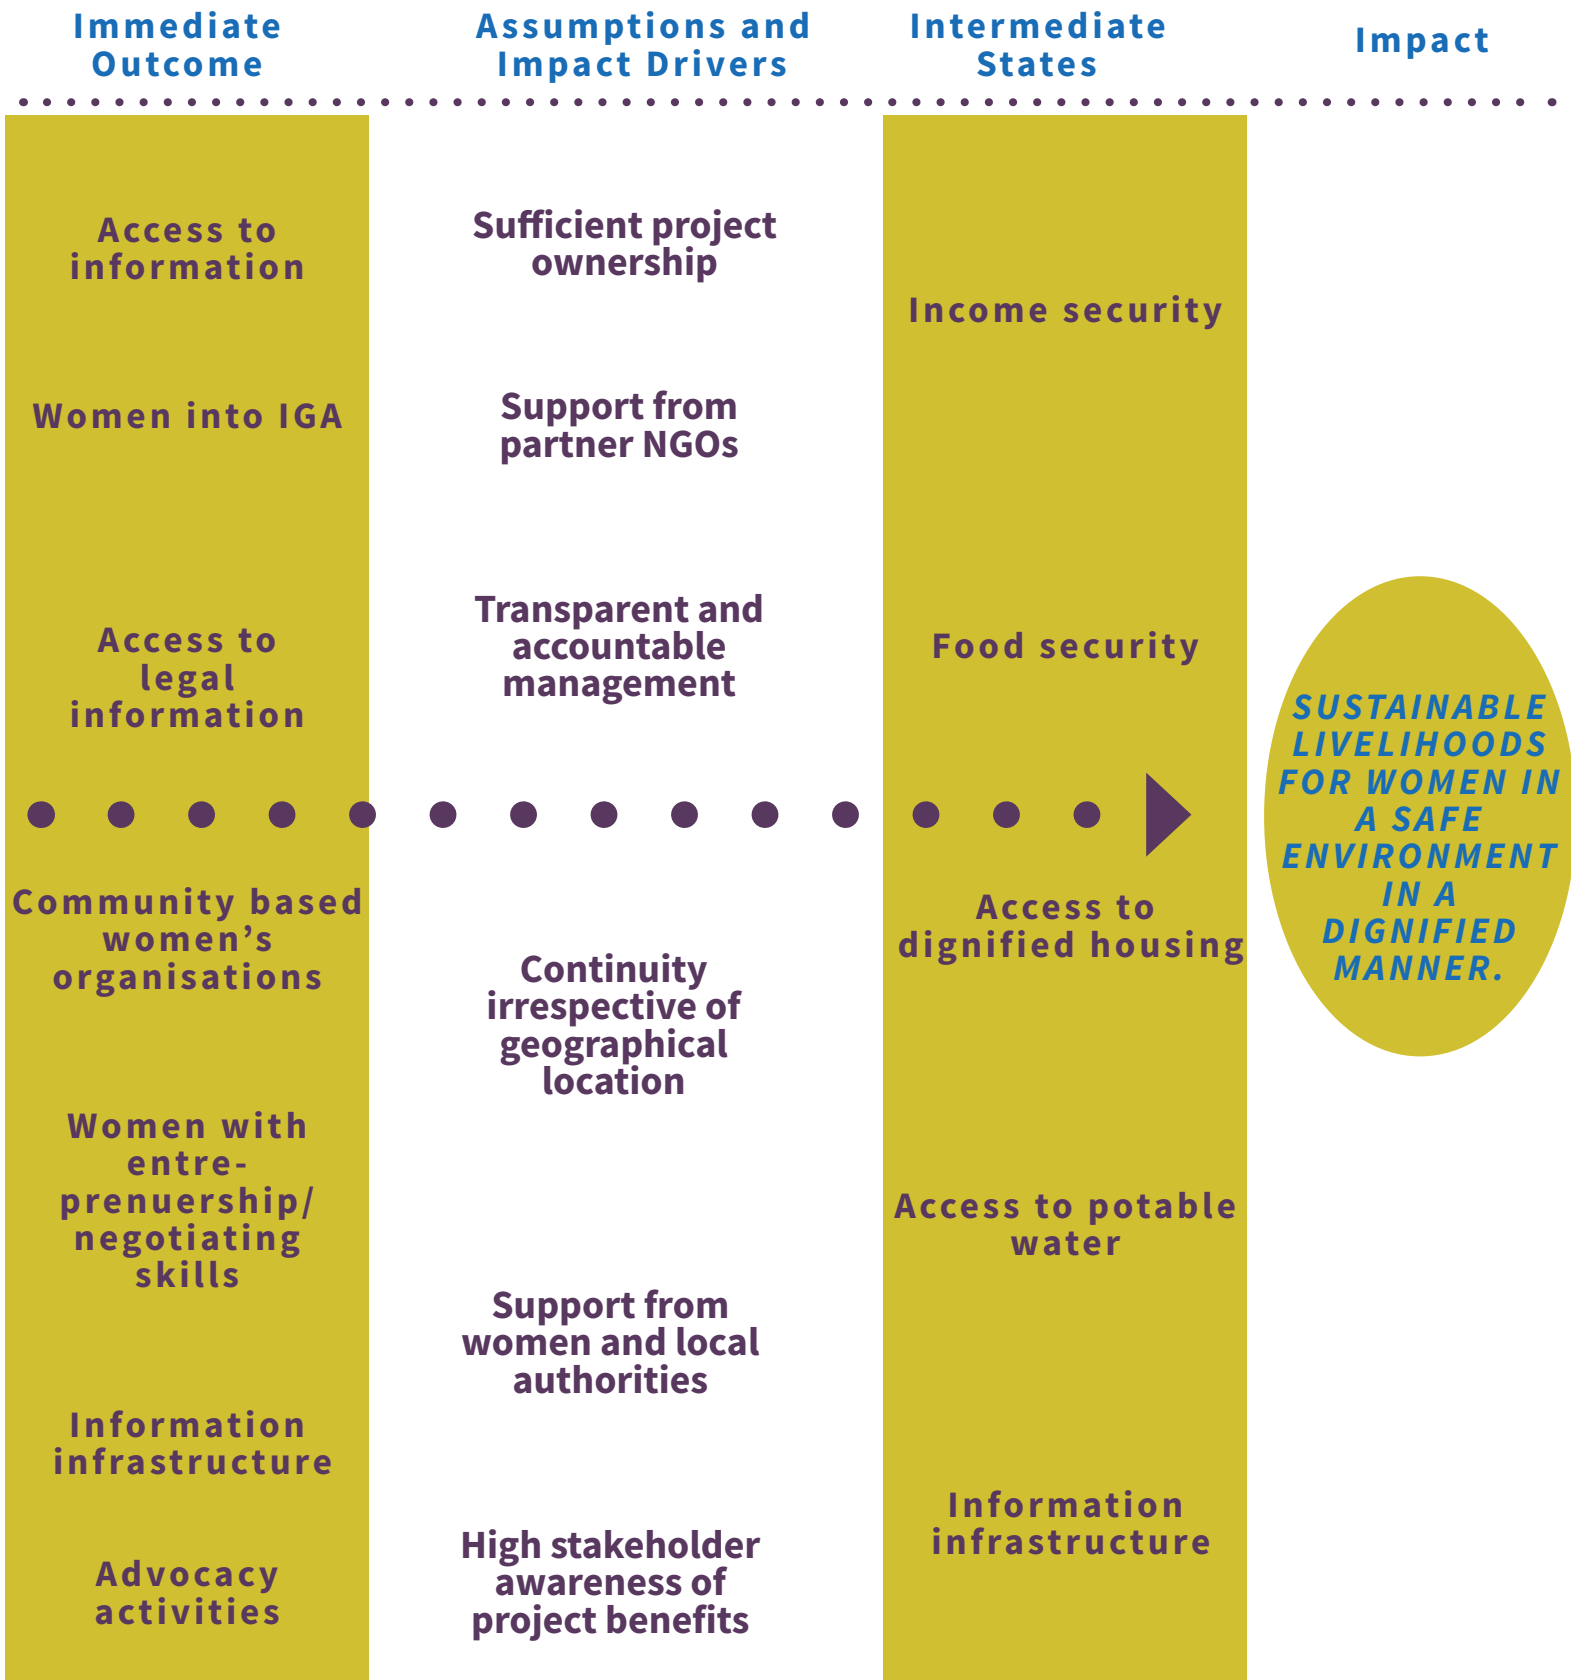 Immediate
Outcome
Assumptions and
Impact Drivers
Intermediate
States
Impact
Access to
information
Women into IGA
Access to
legal
information
Community based
women’s
organisations
Women with
entre-
prenuership/
negotiating
skills
Information
infrastructure
Advocacy
activities
Sufficient project
ownership
Support from
partner NGOs
Transparent and
accountable
management
Continuity
irrespective of
geographical
location
Support from
women and local
authorities
High stakeholder
awareness of
project benefits
Income security
Food security
Access to
dignified housing
Access to potable
water
Information
infrastructure
SUSTAINABLE
LIVELIHOODS
FOR WOMEN IN
A SAFE
ENVIRONMENT
IN A
DIGNIFIED
MANNER.